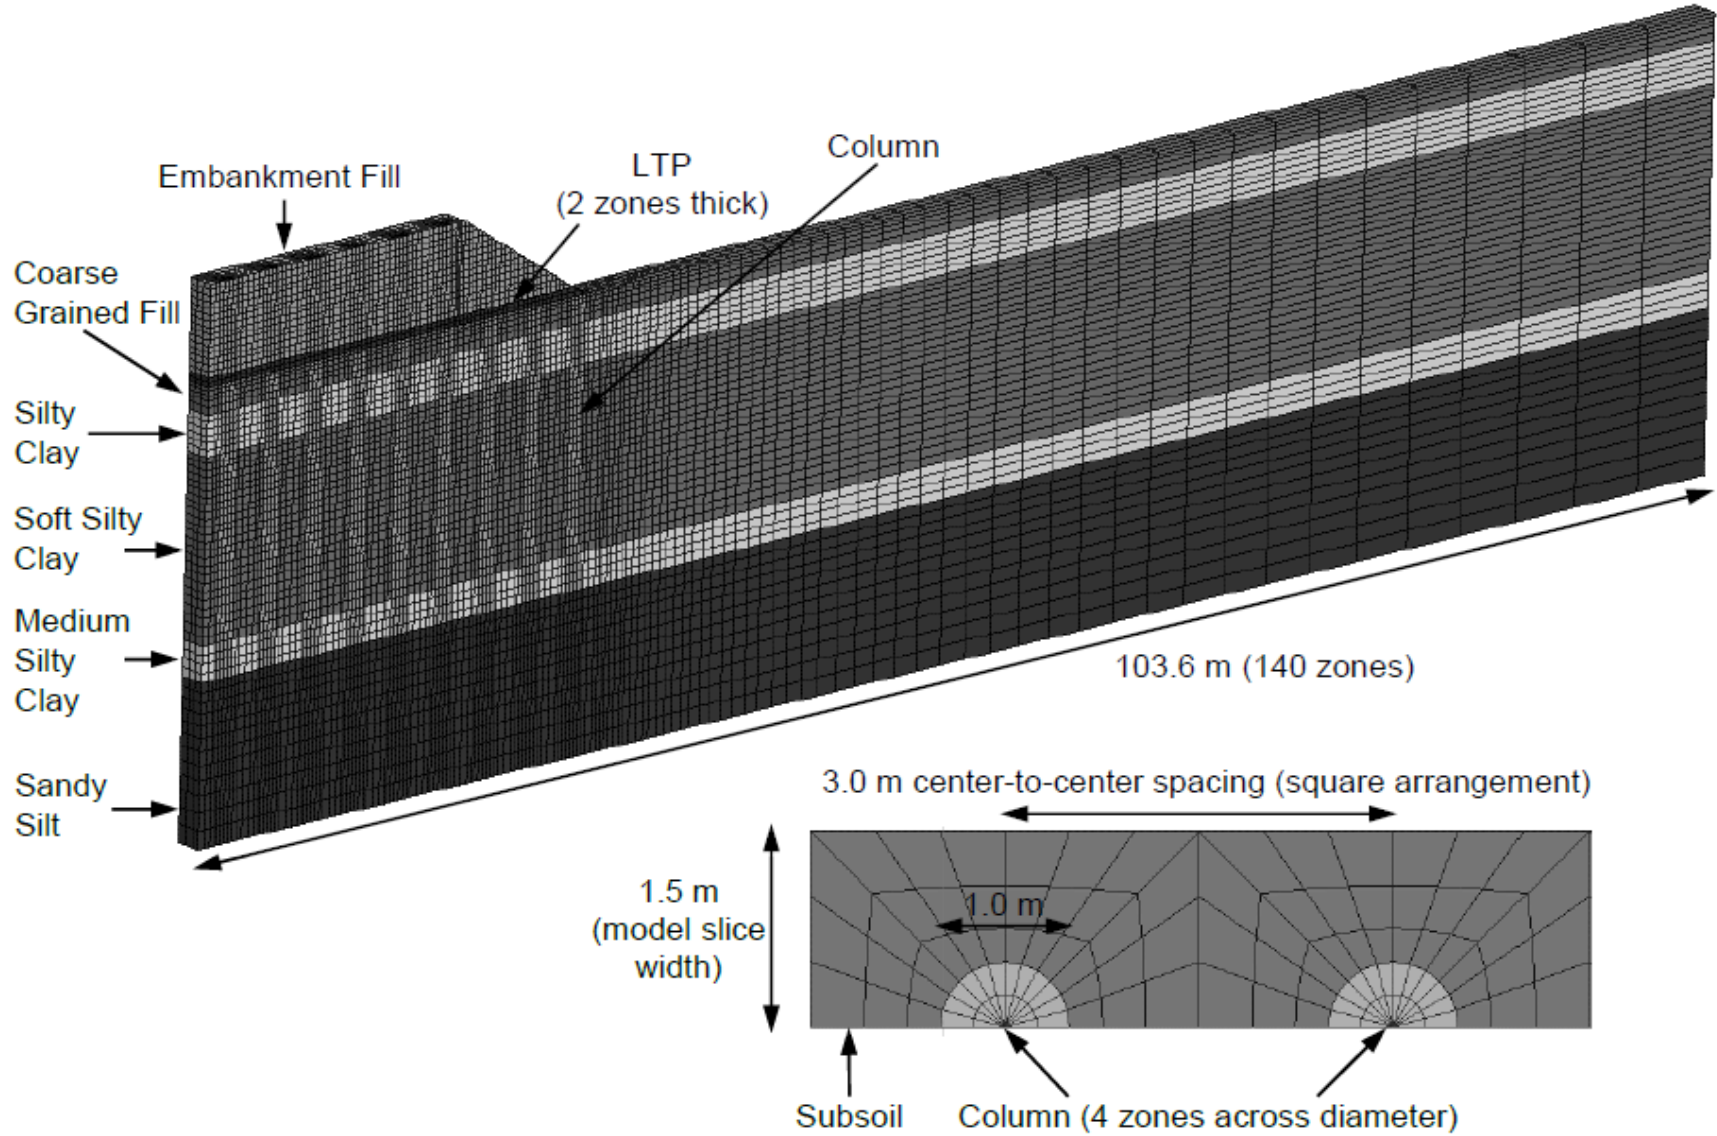 Embankment Fill
LTP
(2 zones thick)
Column
Coarse
Grained Fill
Silty
Clay
Soft Silty
Clay
Medium
Silty
Clay
Sandy
Silt
103.6 m (140 zones)
3.0 m center-to-center spacing (square arrangement)
1.5 m
(model slice
width)
1.0 m
Subsoil
Column (4 zones across diameter)